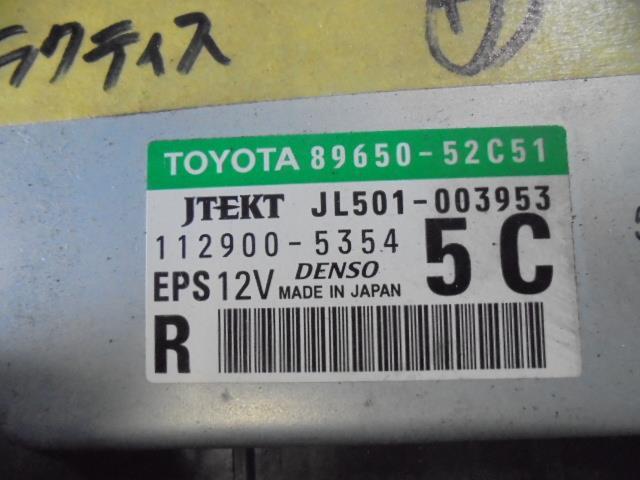 ラクティス
TOYOTA 89650-52C51
JTEKT JL501-003953
112900-5354 5C
EPS 12V DENSO MADE IN JAPAN
R